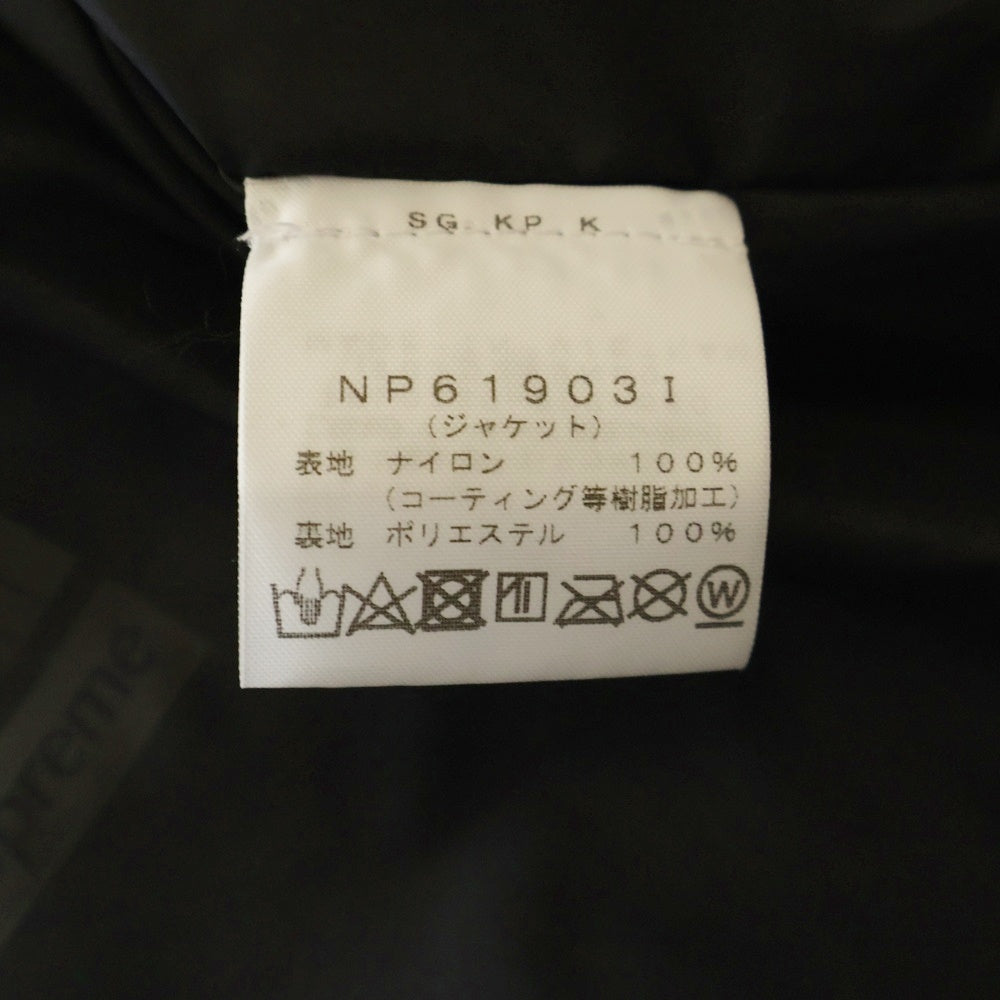 SG KP K
NP61903I
(ジャケット)
表地 ナイロン 100%
(コーティング等樹脂加工)
裏地 ポリエステル 100%
W
preme